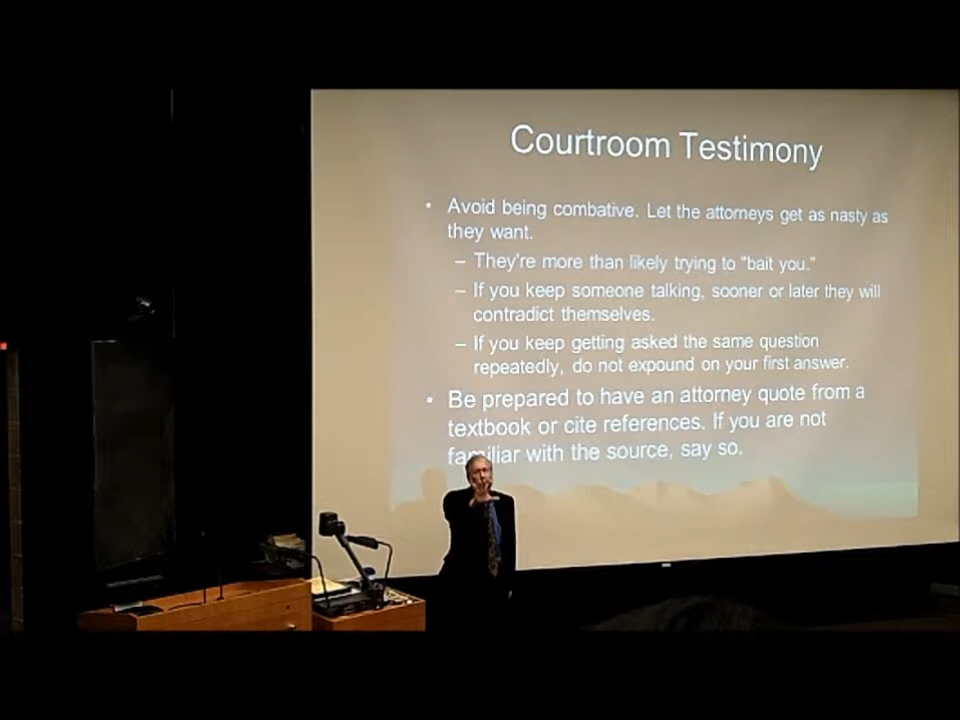 Courtroom Testimony
• Avoid being combative. Let the attorneys get as nasty as
they want.
– They're more than likely trying to "bait you."
– If you keep someone talking, sooner or later they will
contradict themselves.
– If you keep getting asked the same question
repeatedly, do not expound on your first answer.
• Be prepared to have an attorney quote from a
textbook or cite references. If you are not
familiar with the source, say so.